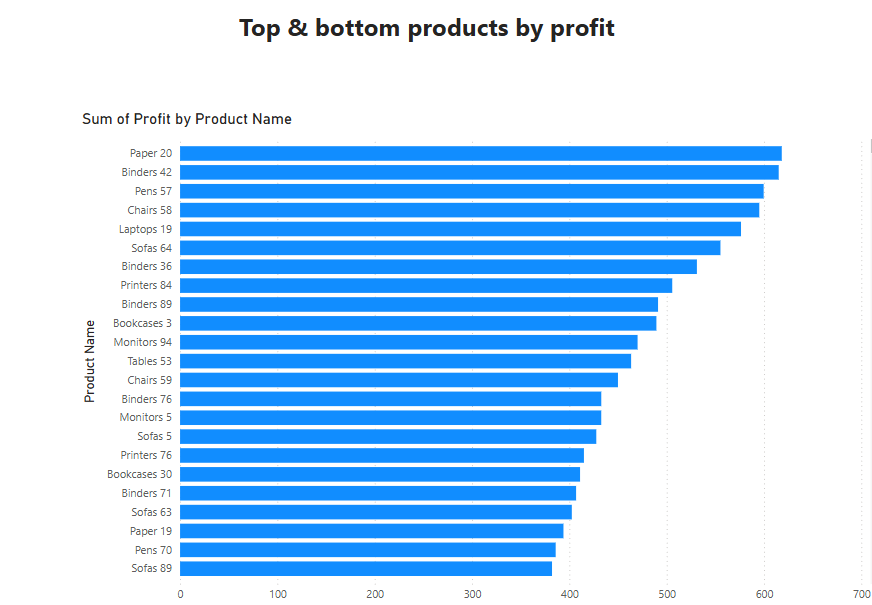 Top & bottom products by profit
Sum of Profit by Product Name
Product Name
Paper 20
Binders 42
Pens 57
Chairs 58
Laptops 19
Sofas 64
Binders 36
Printers 84
Binders 89
Bookcases 3
Monitors 94
Tables 53
Chairs 59
Binders 76
Monitors 5
Sofas 5
Printers 76
Bookcases 30
Binders 71
Sofas 63
Paper 19
Pens 70
Sofas 89
0 100 200 300 400 500 600 700